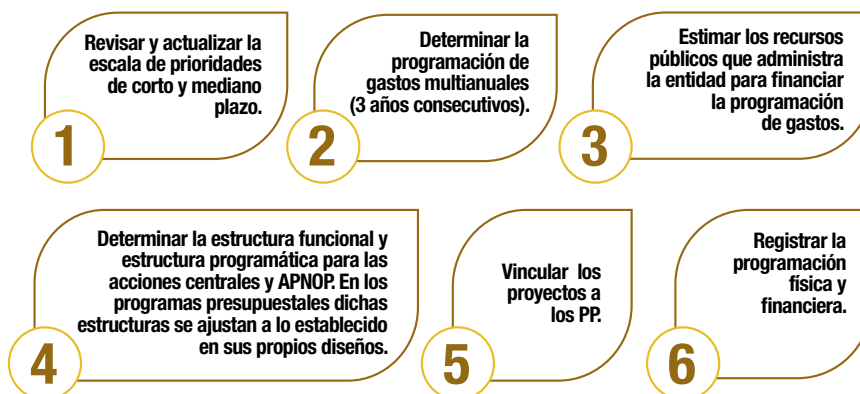 Revisar y actualizar la
escala de prioridades
de corto y mediano
plazo.
1
Determinar la
programación de
gastos multianuales
(3 años consecutivos).
2
Estimar los recursos
públicos que administra
la entidad para financiar
la programación
de gastos.
3
Determinar la estructura funcional y
estructura programática para las
acciones centrales y APNOP. En los
programas presupuestales dichas
estructuras se ajustan a lo establecido
en sus propios diseños.
4
Vincular los
proyectos a
los PP.
5
Registrar la
programación
física y
financiera.
6